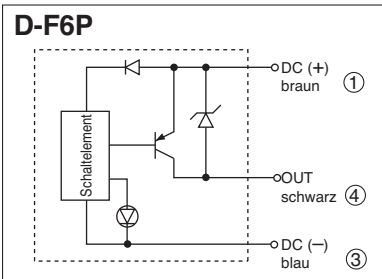 D-F6P
DC (+)
braun ①
Schaltelement
OUT
schwarz ④
DC (–)
blau ③